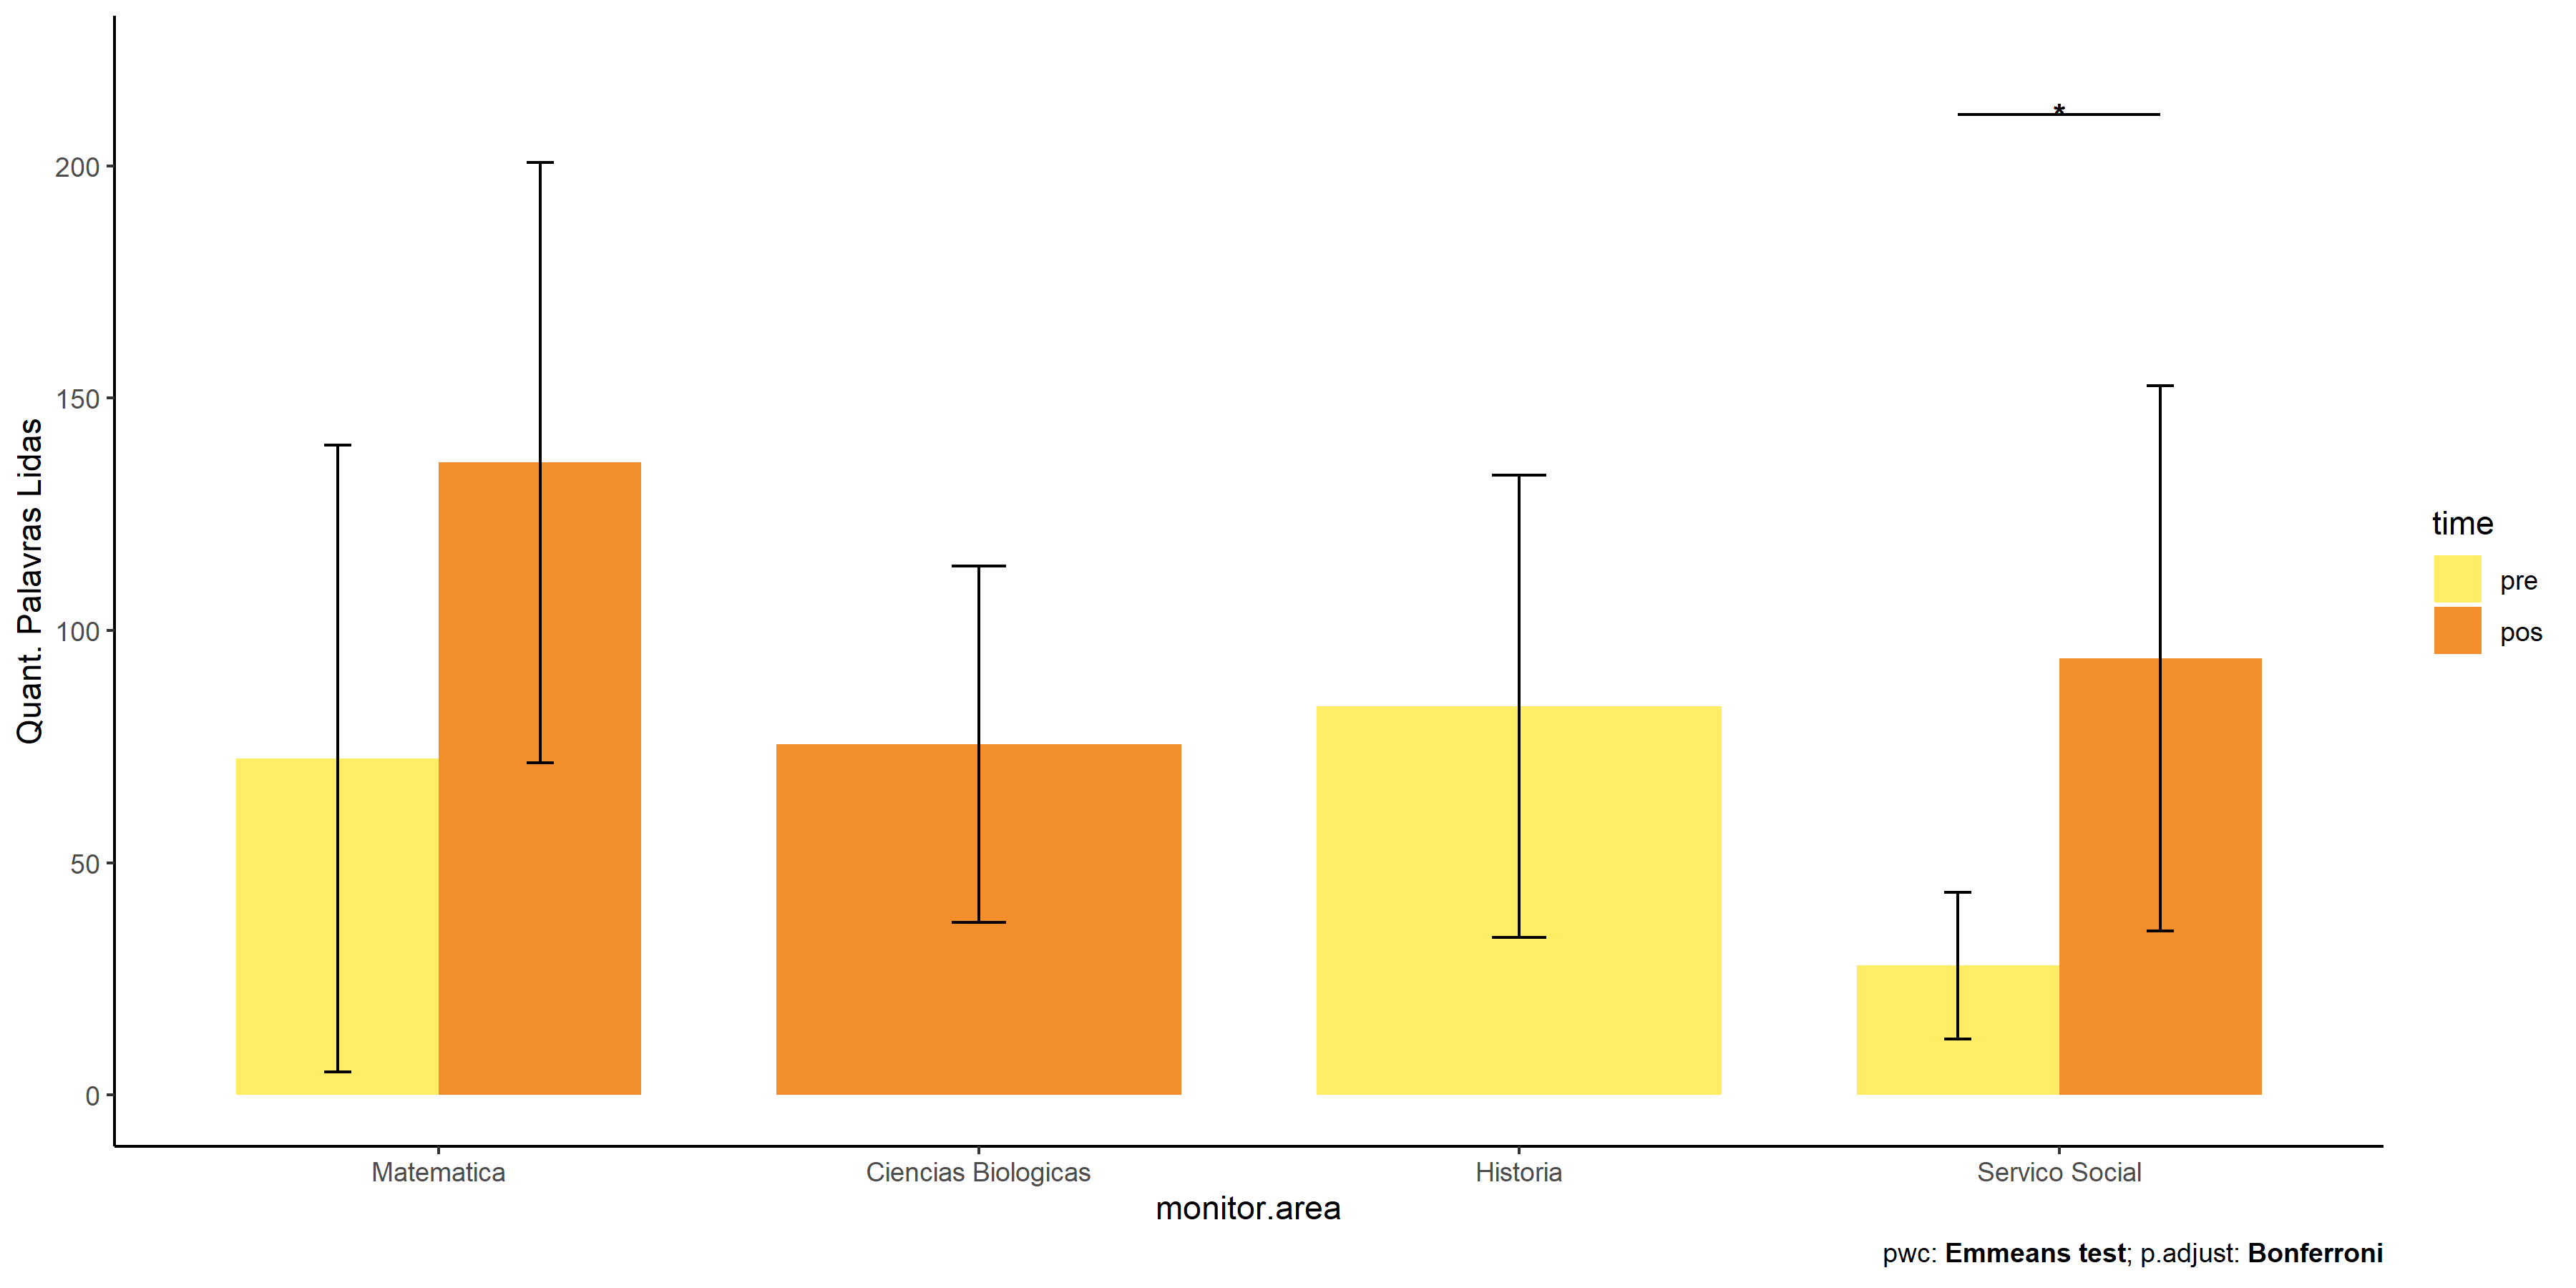 *
200
150
100
50
0
Quant. Palavras Lidas
Matematica
Ciencias Biologicas
Historia
Servico Social
monitor.area
time
pre
pos
pwc: Emmeans test; p.adjust: Bonferroni